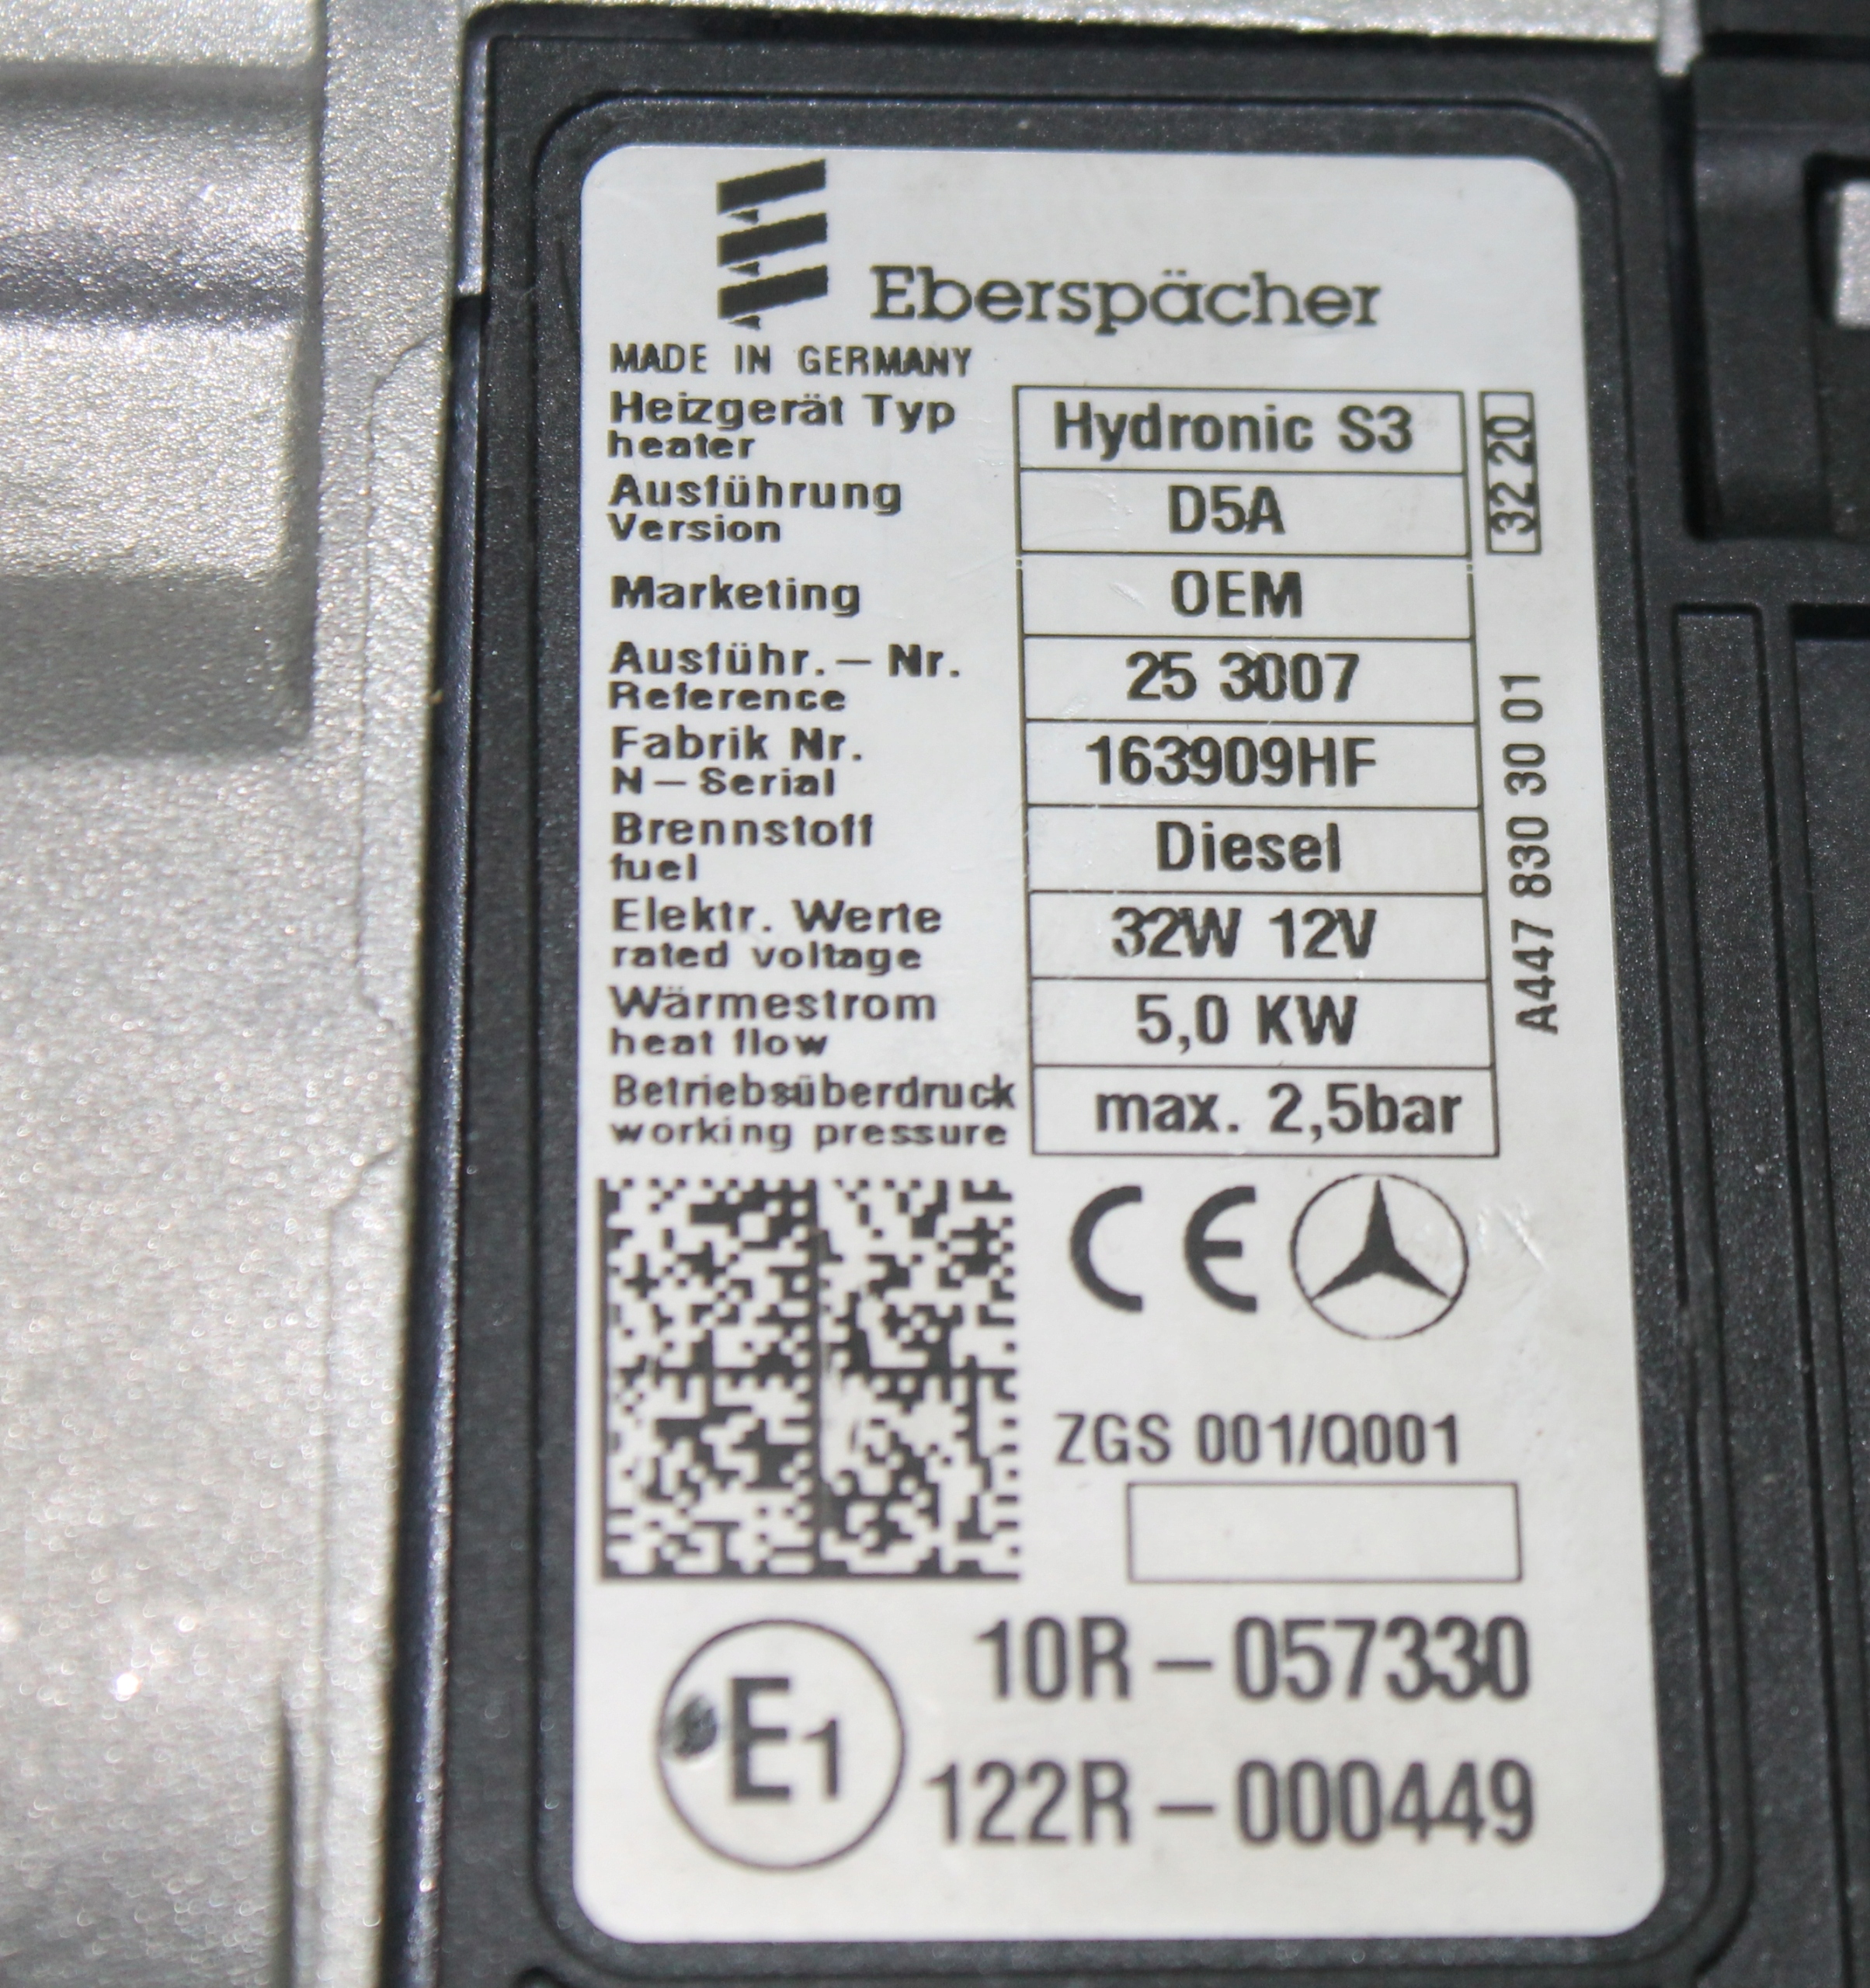 Eberspächer
MADE IN GERMANY
Heizgerät Typ
heater
Hydronic S3
Ausführung
Version
D5A
32 20
Marketing
OEM
Ausführ.– Nr.
Reference
25 3007
Fabrik Nr.
N – Serial
163909HF
Brennstoff
fuel
Diesel
Elektr. Werte
rated voltage
32W 12V
Wärmestrom
heat flow
5,0 KW
Betriebsüberdruck
working pressure
max. 2,5bar
A447 830 30 01
CE
ZGS 001/Q001
E1
10R – 057330
122R – 000449